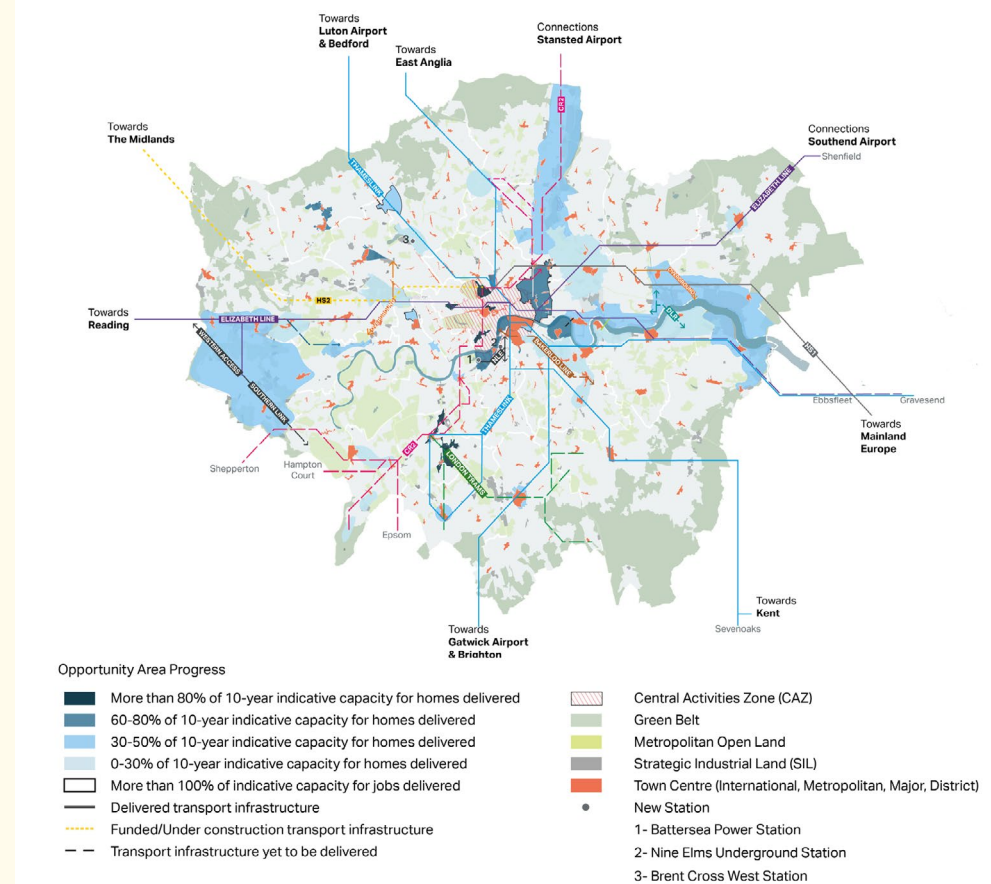 Towards
Luton Airport
& Bedford
Connections
Stansted Airport
Towards
East Anglia
Towards
The Midlands
Connections
Southend Airport
Shenfield
CR2
THAMESLINK
ELIZABETH LINE
3
HS2
Towards
Reading
ELIZABETH LINE
DLR
WESTERN ACCESS
SOUTHERN LINK
1
NLE
2
BAKERLOO LINE
HS1
Ebbsfleet
Gravesend
THAMESLINK
Towards
Mainland
Europe
CR2
LONDON TRAMS
Shepperton
Hampton
Court
Epsom
Towards
Kent
Sevenoaks
Towards
Gatwick Airport
& Brighton
Opportunity Area Progress
More than 80% of 10-year indicative capacity for homes delivered
60-80% of 10-year indicative capacity for homes delivered
30-50% of 10-year indicative capacity for homes delivered
0-30% of 10-year indicative capacity for homes delivered
More than 100% of indicative capacity for jobs delivered
Delivered transport infrastructure
Funded/Under construction transport infrastructure
Transport infrastructure yet to be delivered
Central Activities Zone (CAZ)
Green Belt
Metropolitan Open Land
Strategic Industrial Land (SIL)
Town Centre (International, Metropolitan, Major, District)
New Station
1- Battersea Power Station
2- Nine Elms Underground Station
3- Brent Cross West Station